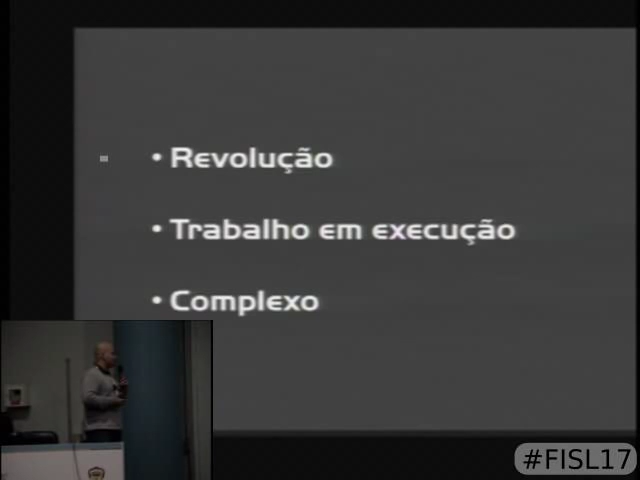 • Revolução
• Trabalho em execução
• Complexo
#FISL17